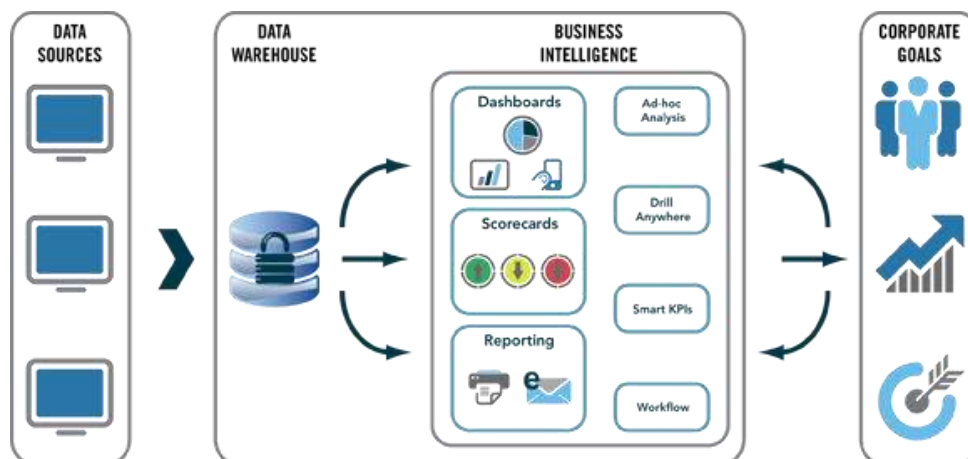 DATA
SOURCES
DATA
WAREHOUSE
BUSINESS
INTELLIGENCE
Dashboards
Scorecards
Reporting
e
Ad-hoc
Analysis
Drill
Anywhere
Smart KPIs
Workflow
CORPORATE
GOALS